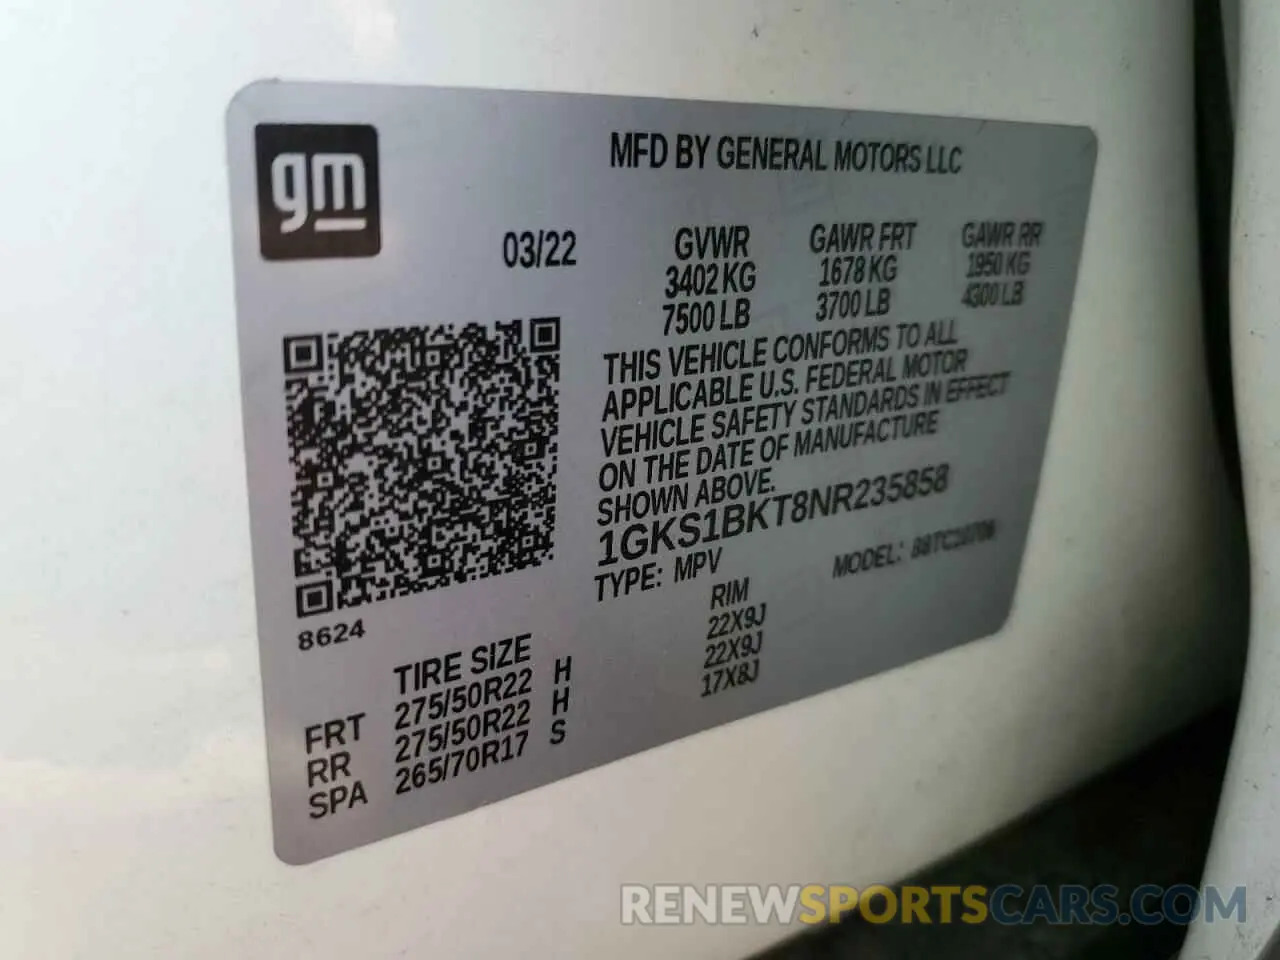 gm
MFD BY GENERAL MOTORS LLC
03/22
GVWR GAWR FRT GAWR RR
3402 KG 1678 KG 1950 KG
7500 LB 3700 LB 4300 LB
THIS VEHICLE CONFORMS TO ALL
APPLICABLE U.S. FEDERAL MOTOR
VEHICLE SAFETY STANDARDS IN EFFECT
ON THE DATE OF MANUFACTURE
SHOWN ABOVE.
1GKS1BKT8NR235858
TYPE: MPV MODEL:
8624
TIRE SIZE RIM
FRT 275/50R22 H 22X9J
RR 275/50R22 H 22X9J
SPA 265/70R17 S 17X8J
RENEWSPORTSCARS.COM